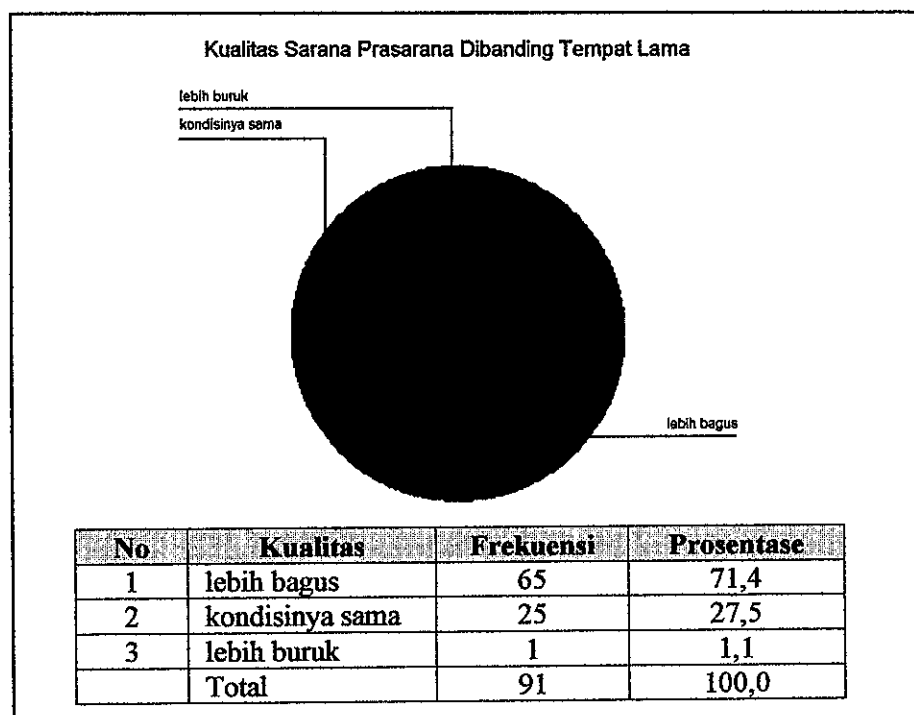 Kualitas Sarana Prasarana Dibanding Tempat Lama
lebih buruk
kondisinya sama
lebih bagus
No Kualitas Frekuensi Prosentase
1 lebih bagus 65 71,4
2 kondisinya sama 25 27,5
3 lebih buruk 1 1,1
Total 91 100,0